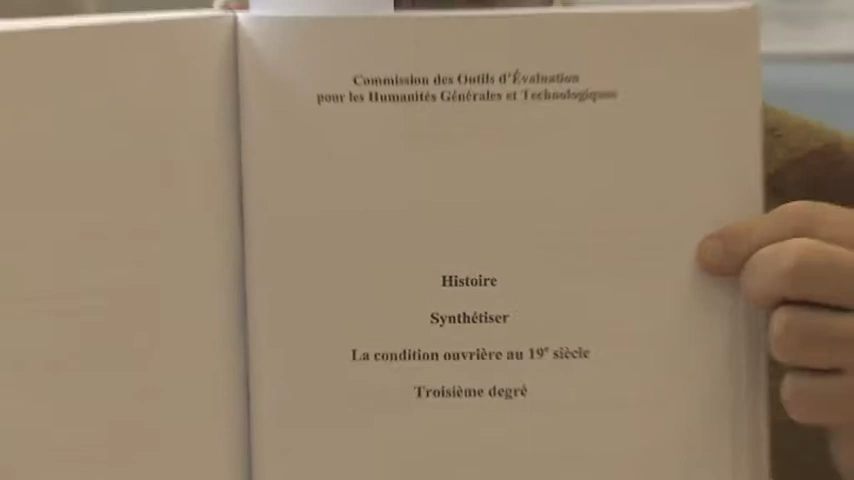 Commission des Outils d'Évaluation
pour les Humanités Générales et Technologiques
Histoire
Synthétiser
La condition ouvrière au 19e siècle
Troisième degré